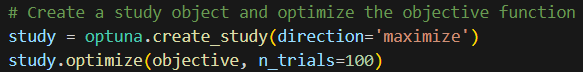 # Create a study object and optimize the objective function
study = optuna.create_study(direction='maximize')
study.optimize(objective, n_trials=100)